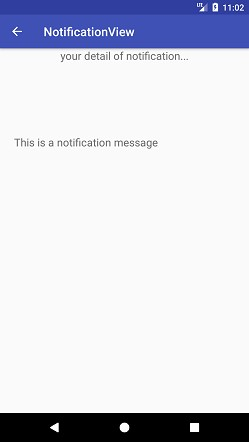 11:02
NotificationView
your detail of notification...
This is a notification message